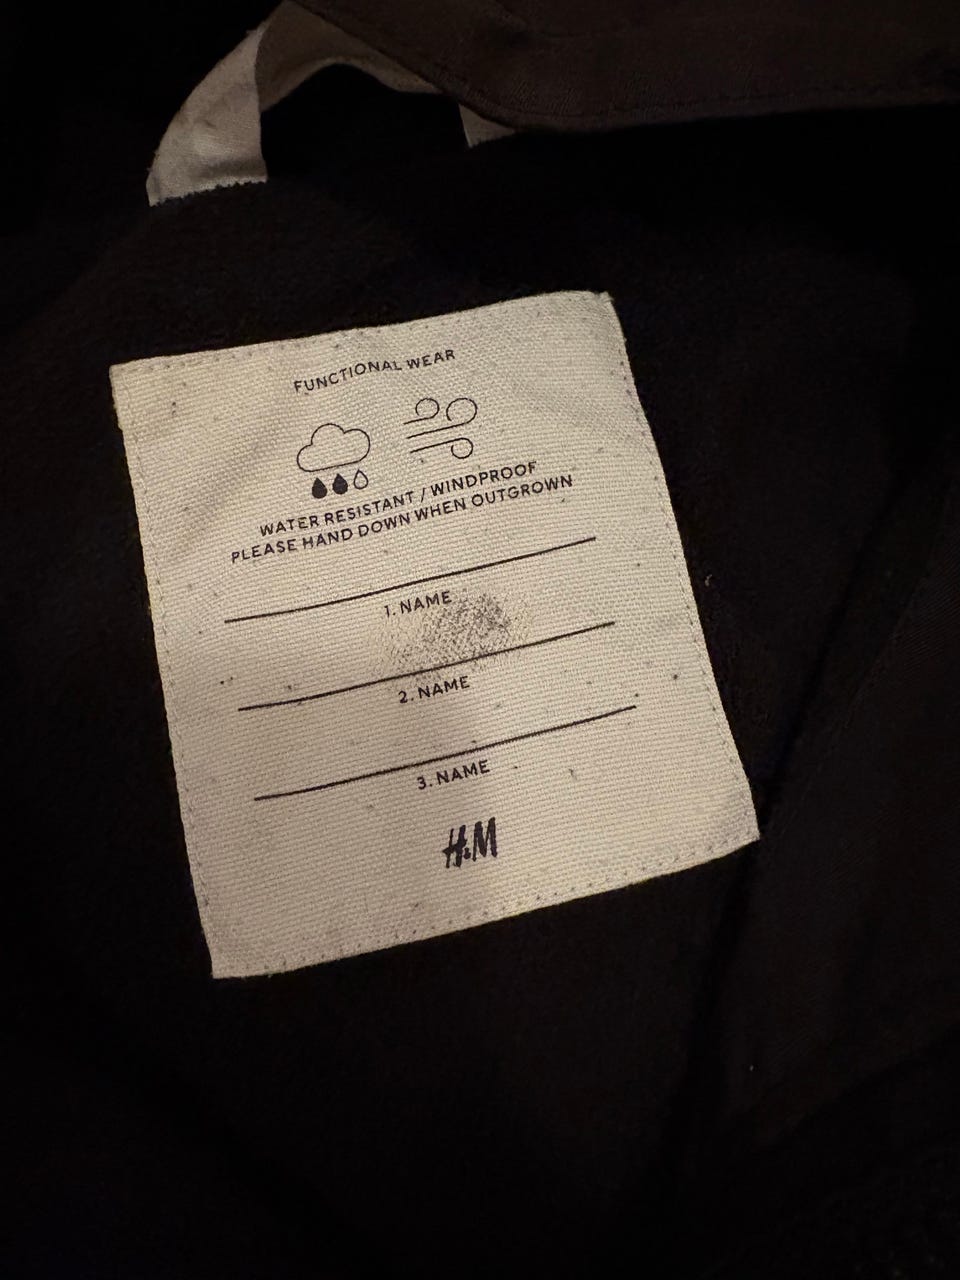 FUNCTIONAL WEAR
WATER RESISTANT / WINDPROOF
PLEASE HAND DOWN WHEN OUTGROWN
1. NAME
2. NAME
3. NAME
H&M